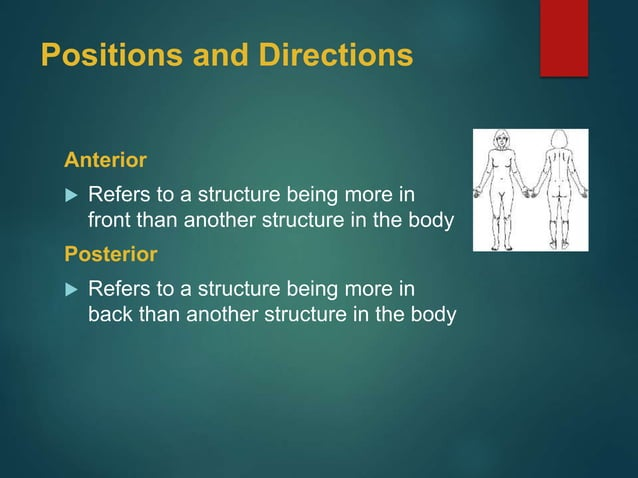 Positions and Directions
Anterior
Refers to a structure being more in
front than another structure in the body
Posterior
Refers to a structure being more in
back than another structure in the body